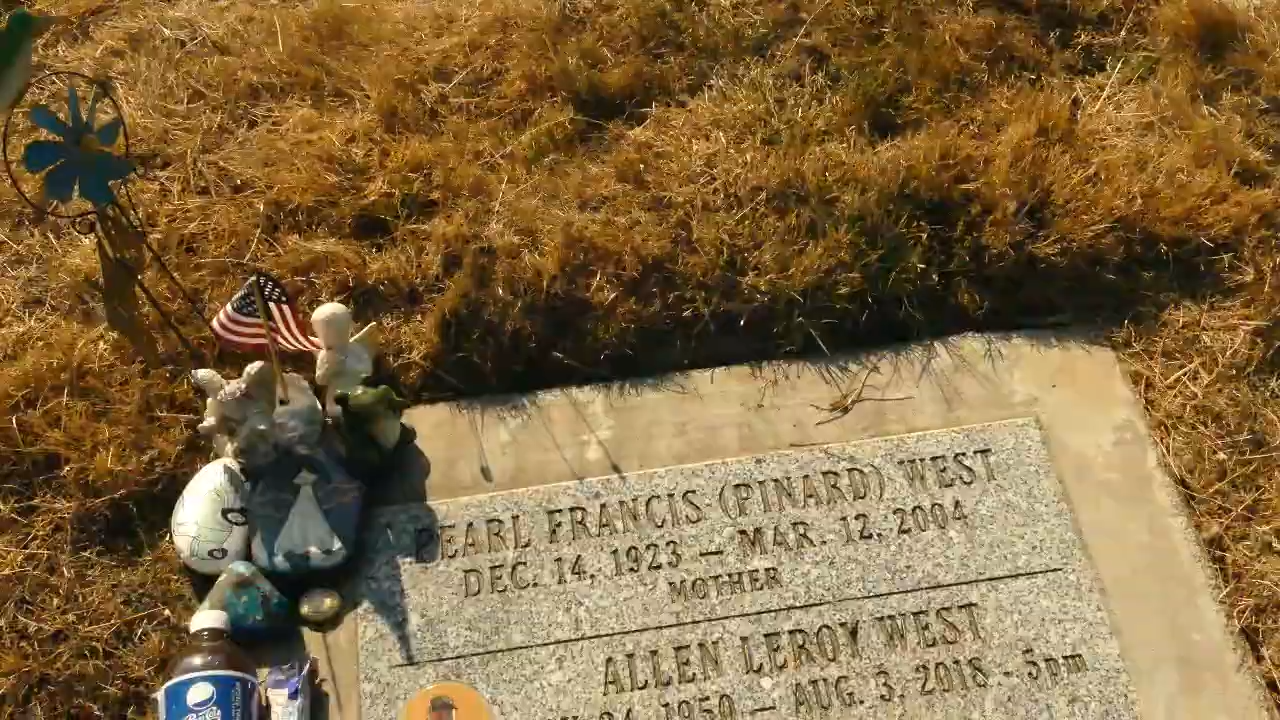 PEARL FRANCIS (PINARD) WEST
DEC. 14, 1923 — MAR. 12, 2004
MOTHER
ALLEN LEROY WEST
24, 1950 — AUG. 3, 2018 - 5pm